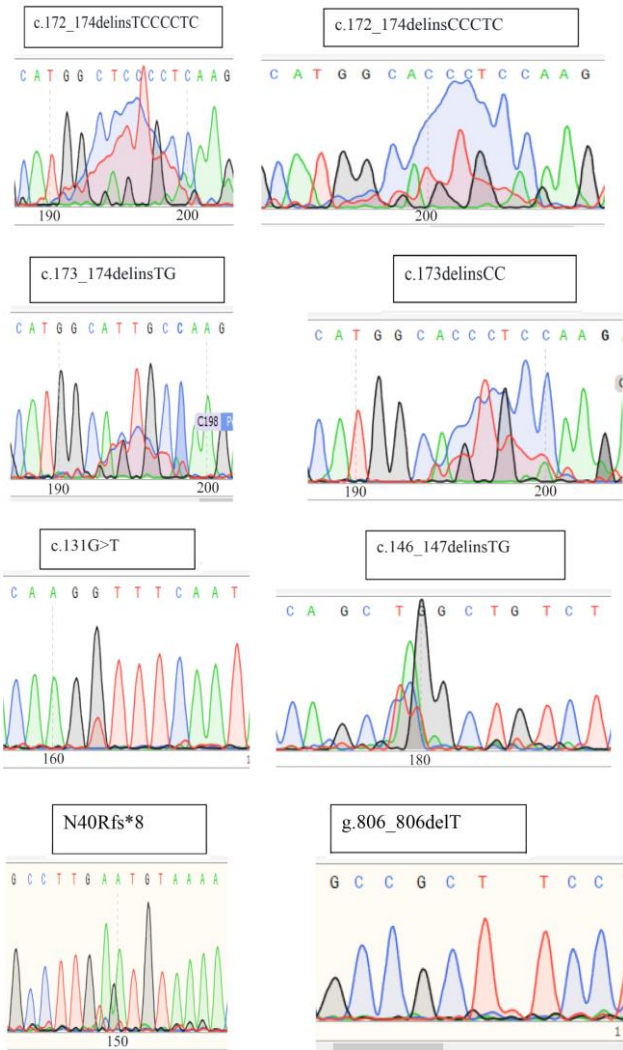 c.172_174delinsTCCCCTC
c.172_174delinsCCCTC
C A T G G C T C C C C T C A A G
C A T G G C A C C C T C C A A G
190 200
200
c.173_174delinsTG
c.173delinsCC
C A T G G C A T T G C C A A G
C A T G G C A C C C T C C A A G
C198
190 200
190 200
c.131G>T
c.146_147delinsTG
C A A G G T T T C A A T
C A G C T G G C T G T C T
160
180
N40Rfs*8
g.806_806delT
G C C T T G A A T G T A A A A
G C C G C T T C C
150
1